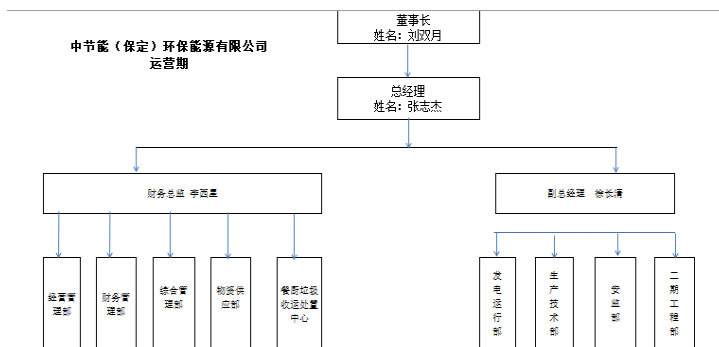 董事长
姓名：刘双月
中节能（保定）环保能源有限公司
运营期
总经理
姓名：张志杰
财务总监 李西星
副总经理 徐长清
经营管
理部
财务管
理部
综合管
理部
物资供
应部
餐厨垃圾
收运处置
中心
发电运行部
生产技术部
安监部
二期工程部